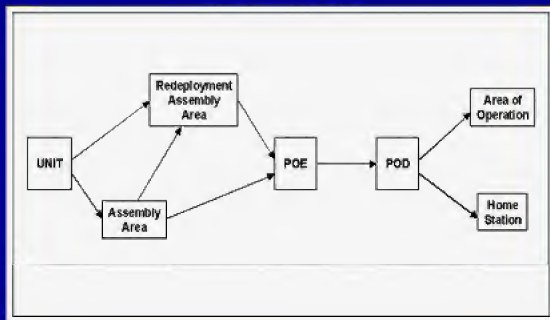 Redeployment
Assembly
Area
UNIT
Assembly
Area
POE
POD
Area of
Operation
Home
Station